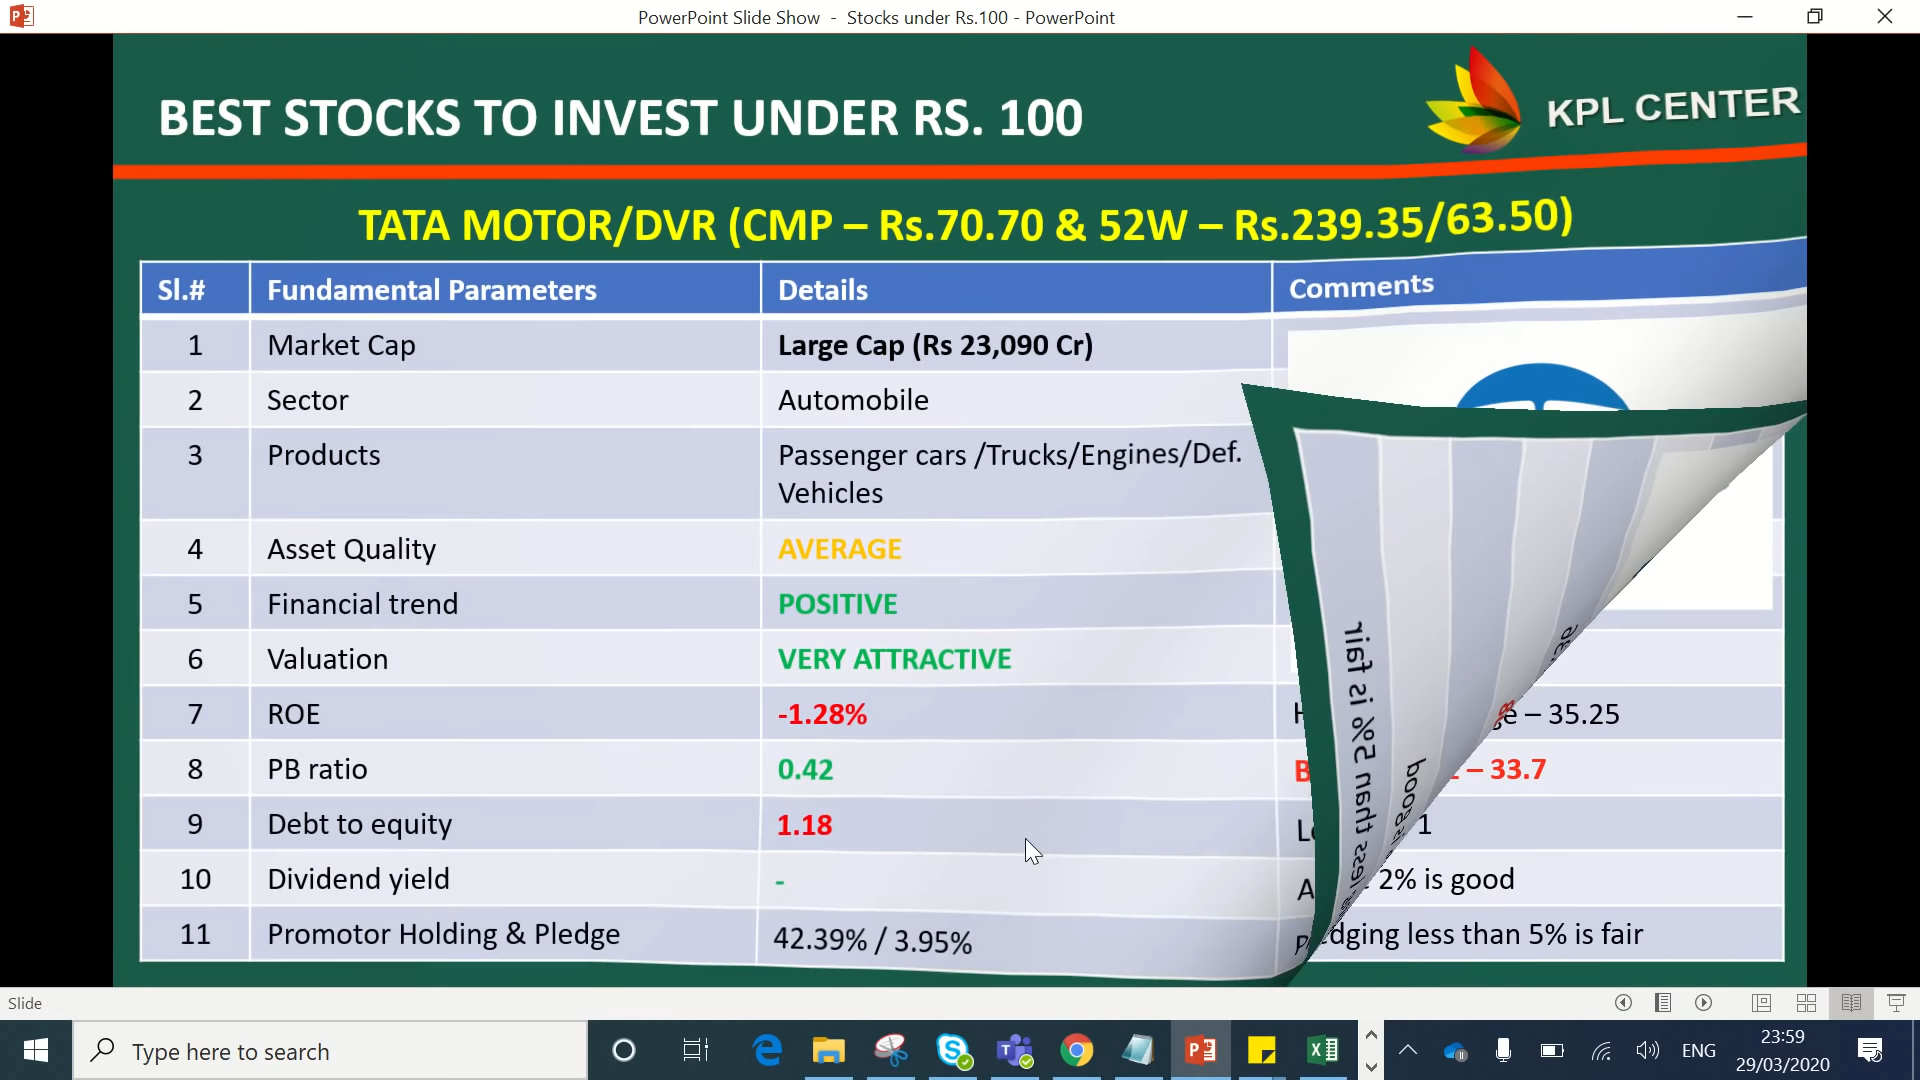 PowerPoint Slide Show - Stocks under Rs.100 - PowerPoint
BEST STOCKS TO INVEST UNDER RS. 100
KPL CENTER
TATA MOTOR/DVR (CMP – Rs.70.70 & 52W – Rs.239.35/63.50)
Sl.# Fundamental Parameters Details Comments
1 Market Cap Large Cap (Rs 23,090 Cr)
2 Sector Automobile
3 Products Passenger cars /Trucks/Engines/Def.
Vehicles
4 Asset Quality AVERAGE
5 Financial trend POSITIVE
6 Valuation VERY ATTRACTIVE
7 ROE -1.28% – 35.25
8 PB ratio 0.42 – 33.7
9 Debt to equity 1.18 1
10 Dividend yield - 2% is good
11 Promotor Holding & Pledge 42.39% / 3.95% less than 5% is fair
less than 5% is fair
good
Slide
Type here to search
ENG
23:59
29/03/2020